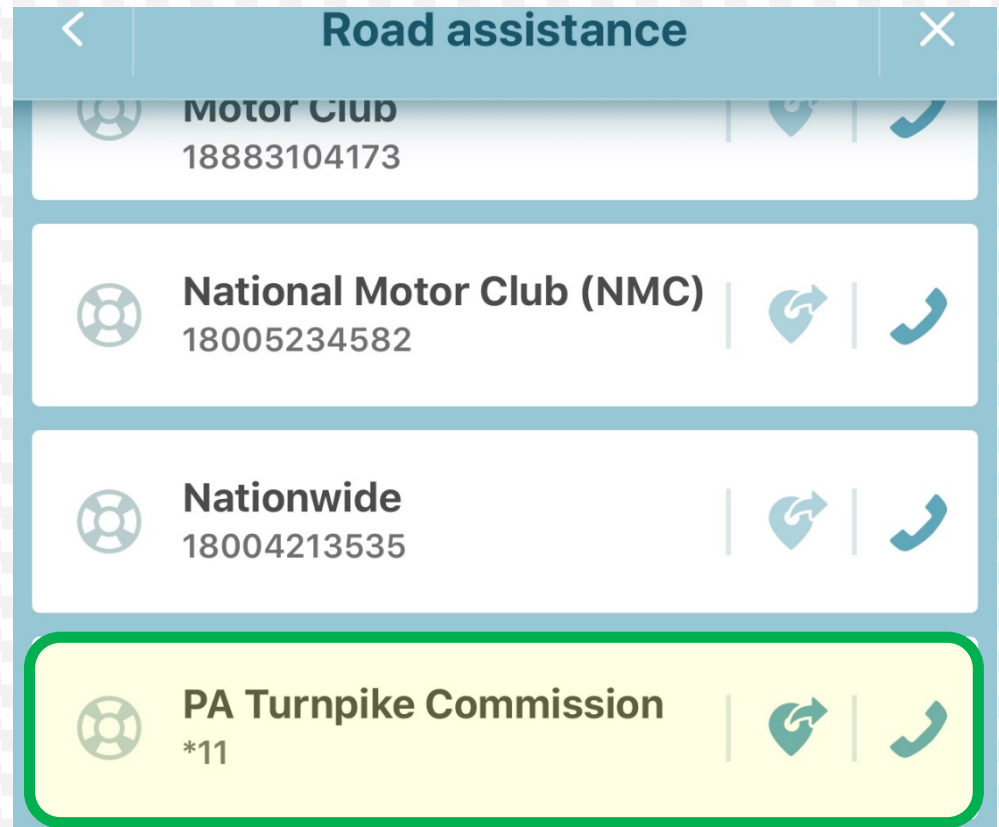 Road assistance
Motor Club
18883104173
National Motor Club (NMC)
18005234582
Nationwide
18004213535
PA Turnpike Commission
*11